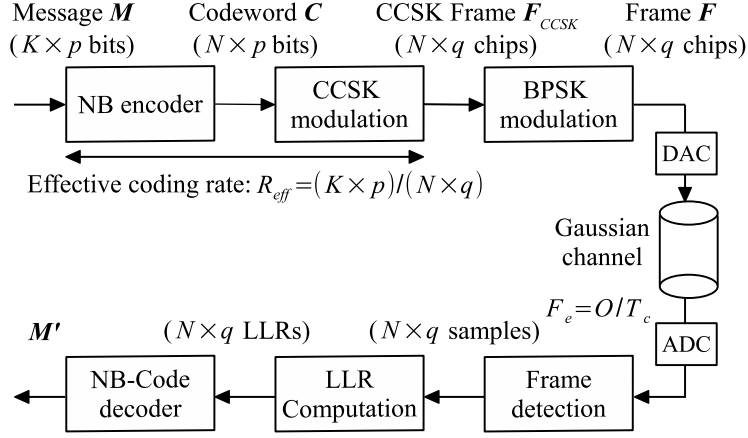 Message M
Codeword C
CCSK Frame F_CCSK
Frame F
(K×p bits)
(N×p bits)
(N×q chips)
(N×q chips)
NB encoder
CCSK
modulation
BPSK
modulation
DAC
Effective coding rate: R_eff=(K×p)/(N×q)
Gaussian
channel
F_e=O/T_c
M'
(N×q LLRs)
(N×q samples)
ADC
NB-Code
decoder
LLR
Computation
Frame
detection